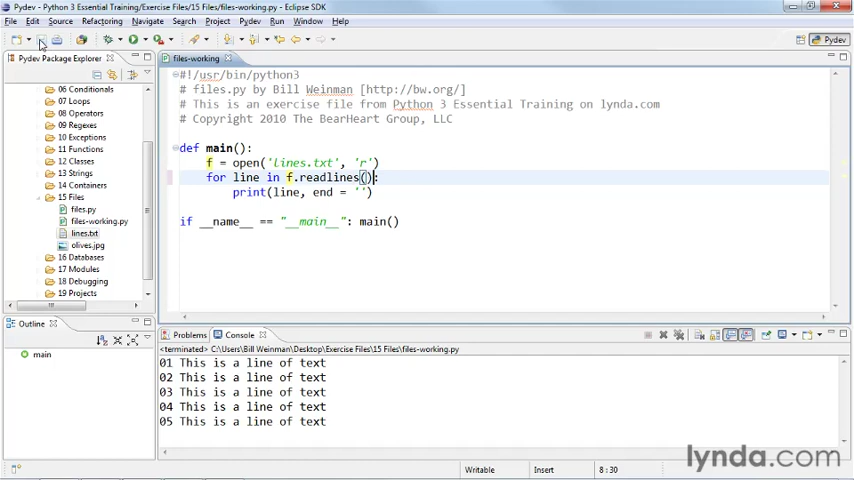 Pydev - Python 3 Essential Training/Exercise Files/15 Files/files-working.py - Eclipse SDK
File Edit Source Refactoring Navigate Search Project Pydev Run Window Help
Pydev
Pydev Package Explorer
files-working
06 Conditionals
07 Loops
08 Operators
09 Regexes
10 Exceptions
11 Functions
12 Classes
13 Strings
14 Containers
15 Files
files.py
files-working.py
lines.txt
olives.jpg
16 Databases
17 Modules
18 Debugging
19 Projects
#!/usr/bin/python3
# files.py by Bill Weinman [http://bw.org/]
# This is an exercise file from Python 3 Essential Training on lynda.com
# Copyright 2010 The BearHeart Group, LLC
def main():
f = open('lines.txt', 'r')
for line in f.readlines():
print(line, end = '')
if __name__ == "__main__": main()
Outline
main
Problems Console
<terminated> C:\Users\Bill Weinman\Desktop\Exercise Files\15 Files\files-working.py
01 This is a line of text
02 This is a line of text
03 This is a line of text
04 This is a line of text
05 This is a line of text
Writable Insert 8:30
lynda.com